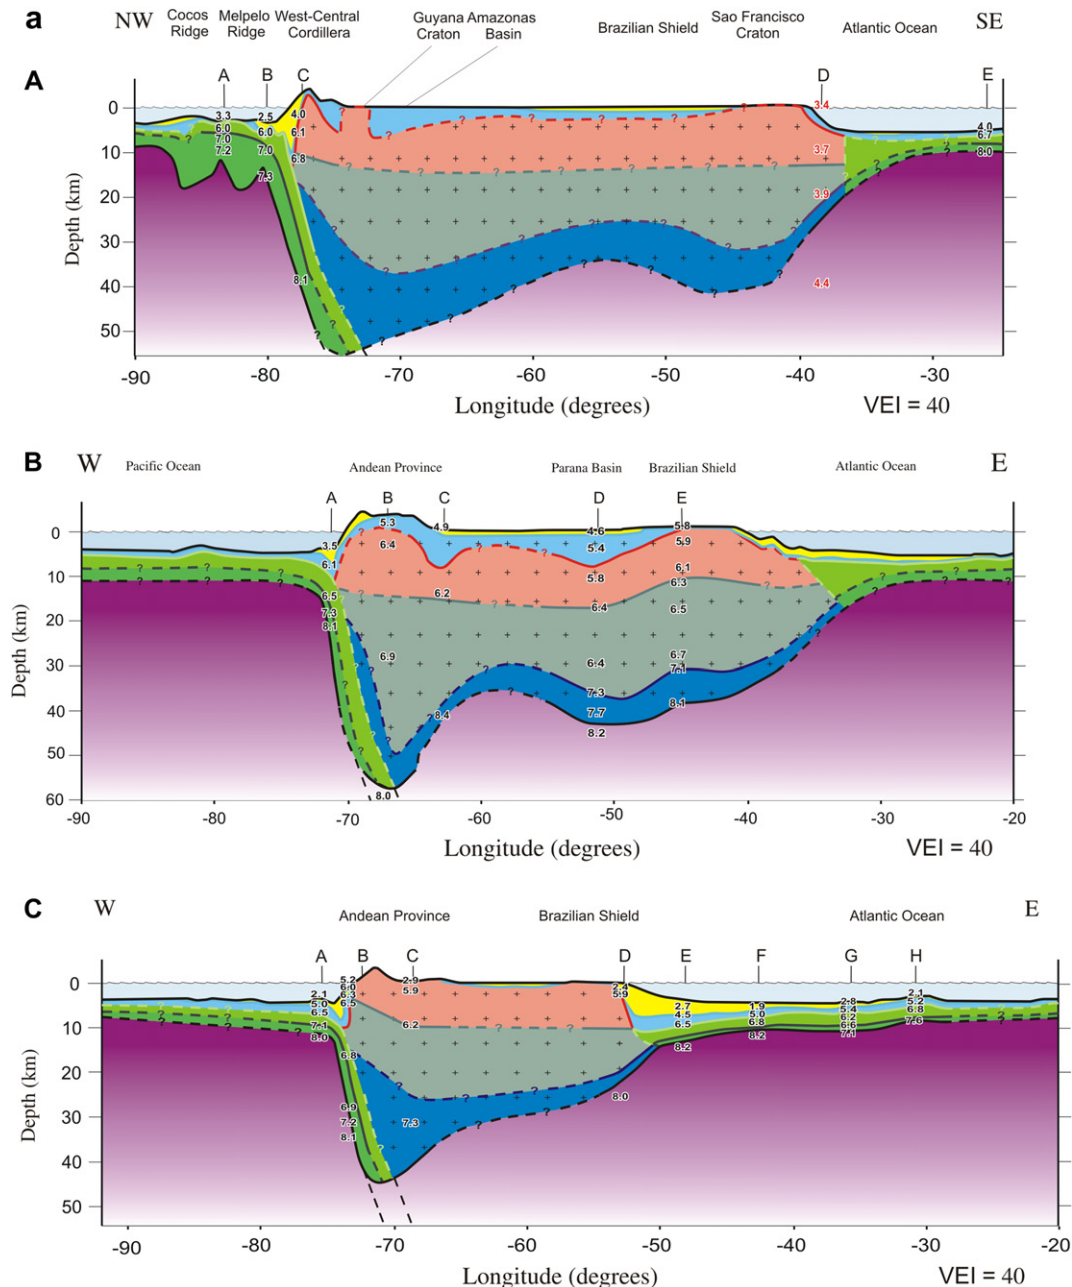 a
NW
Cocos Ridge
Melpelo Ridge
West-Central Cordillera
Guyana Craton
Amazonas Basin
Brazilian Shield
Sao Francisco Craton
Atlantic Ocean
SE
A
A B C D E
0
10
20
30
40
50
Depth (km)
3.3
6.0
7.0
7.2
2.5
6.0
7.0
7.3
4.0
6.1
6.8
8.1
3.4
3.7
3.9
4.4
4.0
6.7
8.0
-90 -80 -70 -60 -50 -40 -30
Longitude (degrees)
VEI = 40
B
W
Pacific Ocean
Andean Province
Parana Basin
Brazilian Shield
Atlantic Ocean
E
A B C D E
0
10
20
30
40
50
60
Depth (km)
3.5
6.1
6.5
7.3
8.1
5.3
6.4
6.9
8.0
4.9
6.2
8.4
4.6
5.4
5.8
6.4
6.4
7.3
7.7
8.2
5.8
5.9
6.1
6.3
6.5
6.7
7.1
8.1
-90 -80 -70 -60 -50 -40 -30 -20
Longitude (degrees)
VEI = 40
C
W
Andean Province
Brazilian Shield
Atlantic Ocean
E
A B C D E F G H
0
10
20
30
40
50
Depth (km)
2.1
5.0
6.5
7.1
8.0
5.2
6.0
6.3
6.5
6.8
6.9
7.2
8.1
2.9
5.9
6.2
7.3
2.4
5.9
8.0
2.7
4.5
6.5
8.2
1.9
5.0
6.8
8.2
2.8
5.4
6.2
6.6
7.1
2.1
5.2
6.8
7.6
-90 -80 -70 -60 -50 -40 -30 -20
Longitude (degrees)
VEI = 40